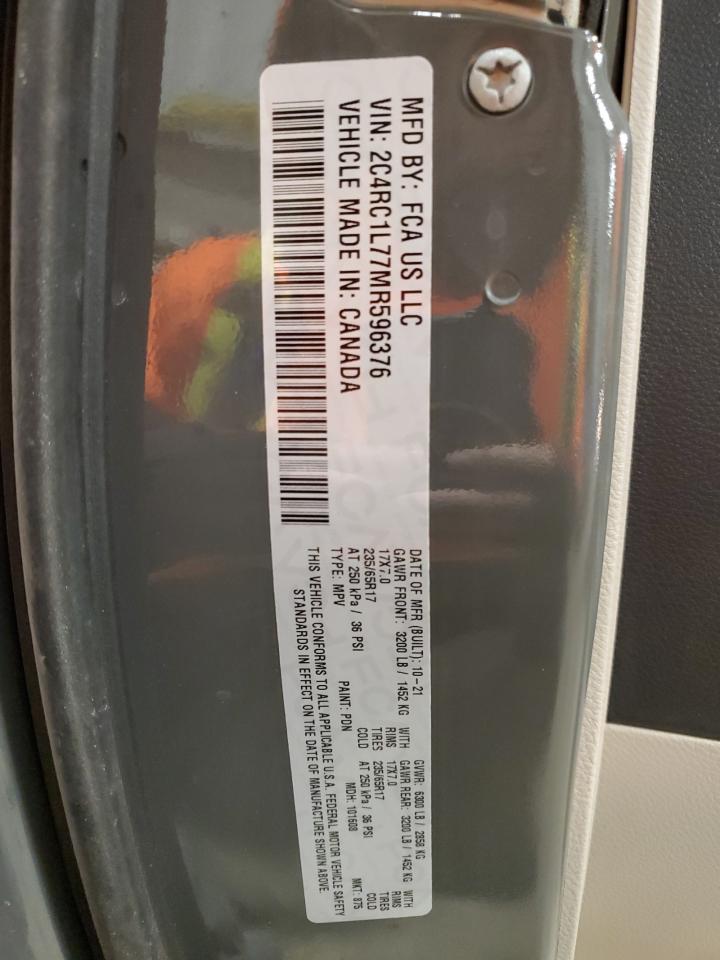 MFD BY: FCA US LLC
VIN: 2C4RC1L77MR596376
VEHICLE MADE IN: CANADA
DATE OF MFR (BUILT): 10-21 GVWR: 6300 LB / 2858 KG
GAWR FRONT: 3200 LB / 1452 KG WITH GAWR REAR: 3200 LB / 1452 KG WITH
17X7.0 RIMS 17X7.0 RIMS
235/65R17 TIRES 235/65R17 TIRES
AT 250 kPa / 36 PSI COLD AT 250 kPa / 36 PSI COLD
TYPE: MPV PAINT: PDN MDH: 101608 MKT: 875
THIS VEHICLE CONFORMS TO ALL APPLICABLE U.S.A. FEDERAL MOTOR VEHICLE SAFETY
STANDARDS IN EFFECT ON THE DATE OF MANUFACTURE SHOWN ABOVE.